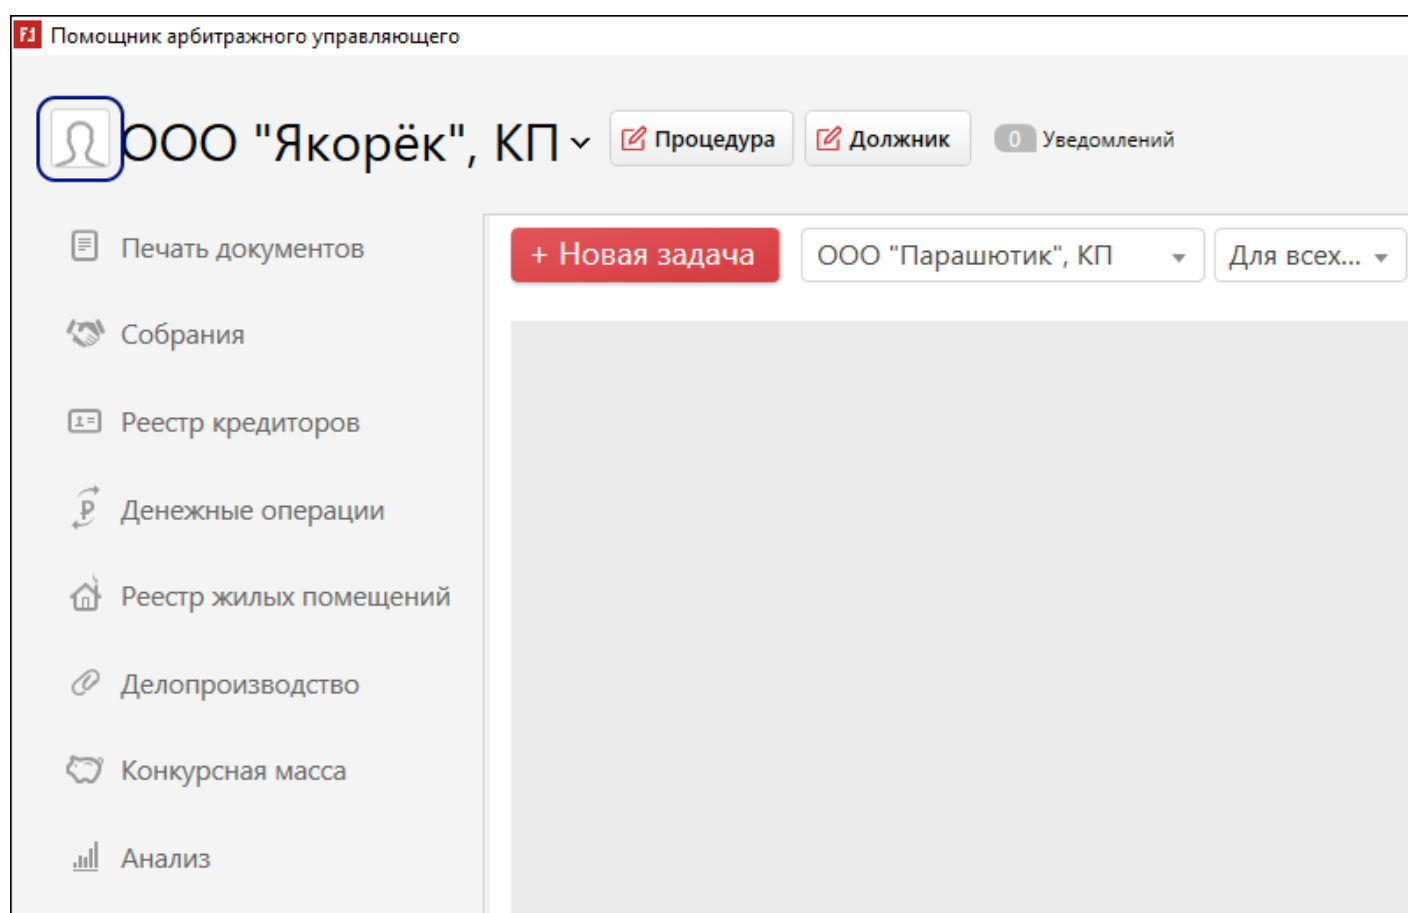 Помощник арбитражного управляющего
ООО "Якорёк", КП
Процедура
Должник
0 Уведомлений
Печать документов
+ Новая задача
ООО "Парашютик", КП
Для всех...
Собрания
Реестр кредиторов
Денежные операции
Реестр жилых помещений
Делопроизводство
Конкурсная масса
Анализ